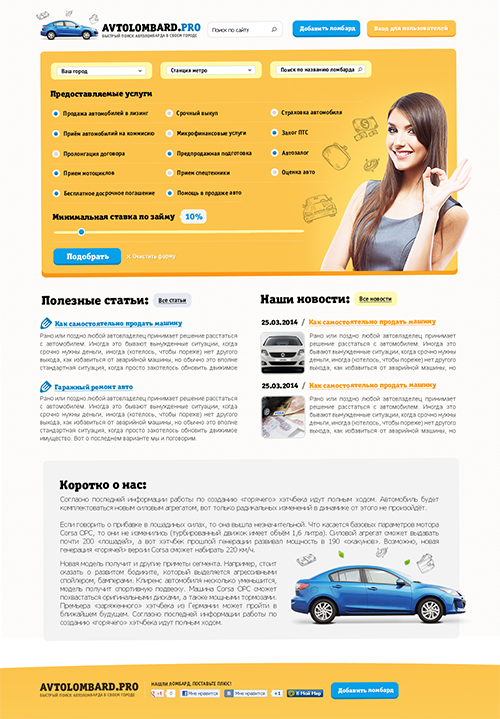 AVTOLOMBARD.PRO
БЫСТРЫЙ ПОИСК АВТОЛОМБАРДА В СВОЕМ ГОРОДЕ
Поиск по сайту
Добавить ломбард
Вход для пользователей
Ваш город
Станция метро
Поиск по названию ломбарда
Предоставляемые услуги
Продажа автомобилей в лизинг
Срочный выкуп
Страховка автомобиля
Приём автомобилей на комиссию
Микрофинансовые услуги
Залог ПТС
Пролонгация договора
Предпродажная подготовка
Автозалог
Прием мотоциклов
Прием спецтехники
Оценка авто
Бесплатное досрочное погашение
Помощь в продаже авто
Минимальная ставка по займу 10%
Подобрать
Очистить форму
Полезные статьи:
Все статьи
Как самостоятельно продать машину
Рано или поздно любой автовладелец принимает решение расстаться
с автомобилем. Иногда это бывают вынужденные ситуации, когда
срочно нужны деньги, иногда (хотелось, чтобы пореже) нет другого
выхода, как избавиться от аварийной машины, но обычно это вполне
стандартная ситуация, когда просто захотелось обновить движимое
Гаражный ремонт авто
Рано или поздно любой автовладелец принимает решение расстаться
с автомобилем. Иногда это бывают вынужденные ситуации, когда
срочно нужны деньги, иногда (хотелось, чтобы пореже) нет другого
выхода, как избавиться от аварийной машины, но обычно это вполне
стандартная ситуация, когда просто захотелось обновить движимое
имущество. Вот о последнем варианте мы и поговорим.
Наши новости:
Все новости
25.03.2014 / Как самостоятельно продать машину
Рано или поздно любой автовладелец принимает
решение расстаться с автомобилем. Иногда это
бывают вынужденные ситуации, когда срочно нужны
деньги, иногда (хотелось, чтобы пореже) нет другого
выхода, как избавиться от аварийной машины, но
25.03.2014 / Как самостоятельно продать машину
Рано или поздно любой автовладелец принимает
решение расстаться с автомобилем. Иногда это
бывают вынужденные ситуации, когда срочно нужны
деньги, иногда (хотелось, чтобы пореже) нет другого
выхода, как избавиться от аварийной машины, но
Коротко о нас:
Согласно последней информации работы по созданию «горячего» хэтчбека идут полным ходом. Автомобиль будет
комплектоваться новым силовым агрегатом, вот только радикальных изменений в динамике от этого не произойдёт.
Если говорить о прибавке в лошадиных силах, то она вышла незначительной. Что касается базовых параметров мотора
Corsa OPC, то они не изменились (турбированный движок имеет объём 1,6 литра). Силовой агрегат сможет выдавать
почти 200 «лошадей», а вот хэтчбек прошлой генерации развивал мощность в 190 «скакунов». Возможно, новая
генерация «горячей» версии Corsa сможет набирать 220 км/ч.
Новая модель получит и другие приметы сегмента. Например, стоит
сказать о развитом бодиките, который выделяется агрессивными
спойлером, бамперами. Клиренс автомобиля несколько уменьшится,
модель получит спортивную подвеску. Машина Corsa OPC сможет
похвастаться оригинальными дисками, а также мощными тормозами.
Премьера «заряженного» хэтчбека из Германии может пройти в
ближайшем будущем. Согласно последней информации работы по
созданию «горячего» хэтчбека идут полным ходом.
AVTOLOMBARD.PRO
БЫСТРЫЙ ПОИСК АВТОЛОМБАРДА В СВОЕМ ГОРОДЕ
НАШЛИ ЛОМБАРД, ПОСТАВЬТЕ ПЛЮС!
+1 0 Мне нравится Мне нравится +1 В Мой Мир
Добавить ломбард